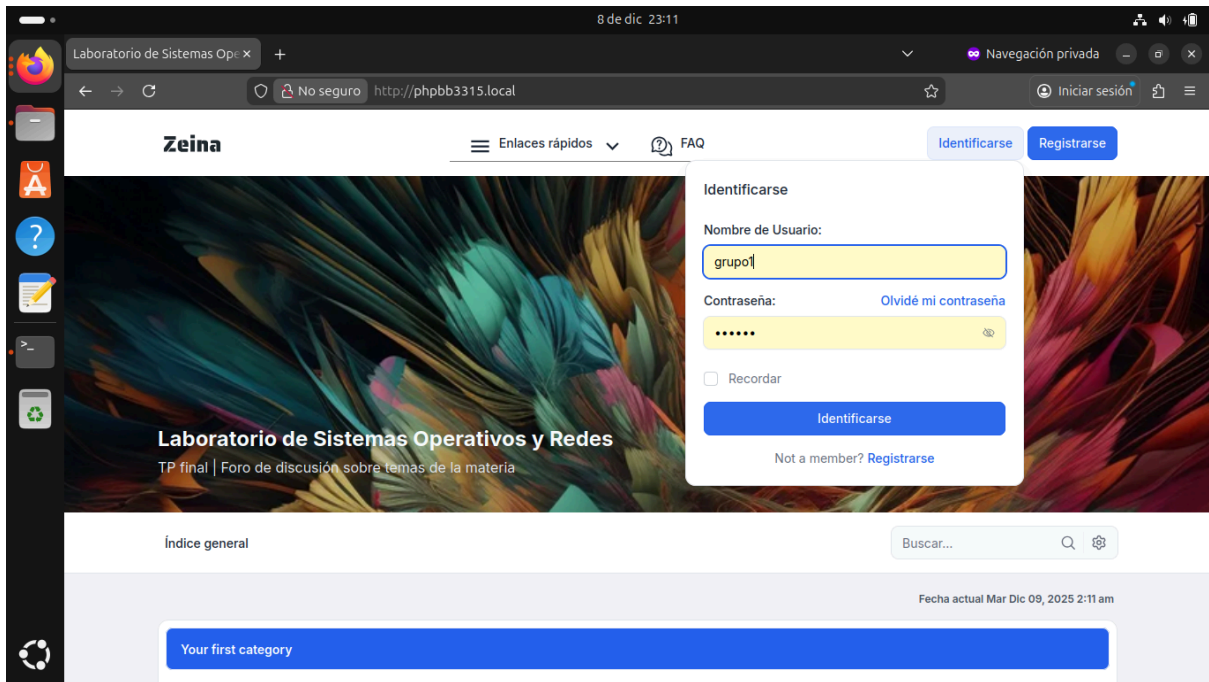 8 de dic 23:11
Laboratorio de Sistemas Ope
Navegación privada
No seguro http://phpbb3315.local
Iniciar sesión
Zeina
Enlaces rápidos
FAQ
Identificarse
Registrarse
Identificarse
Nombre de Usuario:
grupo1
Contraseña: Olvidé mi contraseña
••••••
Recordar
Identificarse
Not a member? Registrarse
Laboratorio de Sistemas Operativos y Redes
TP final | Foro de discusión sobre temas de la materia
Índice general
Buscar...
Fecha actual Mar Dic 09, 2025 2:11 am
Your first category